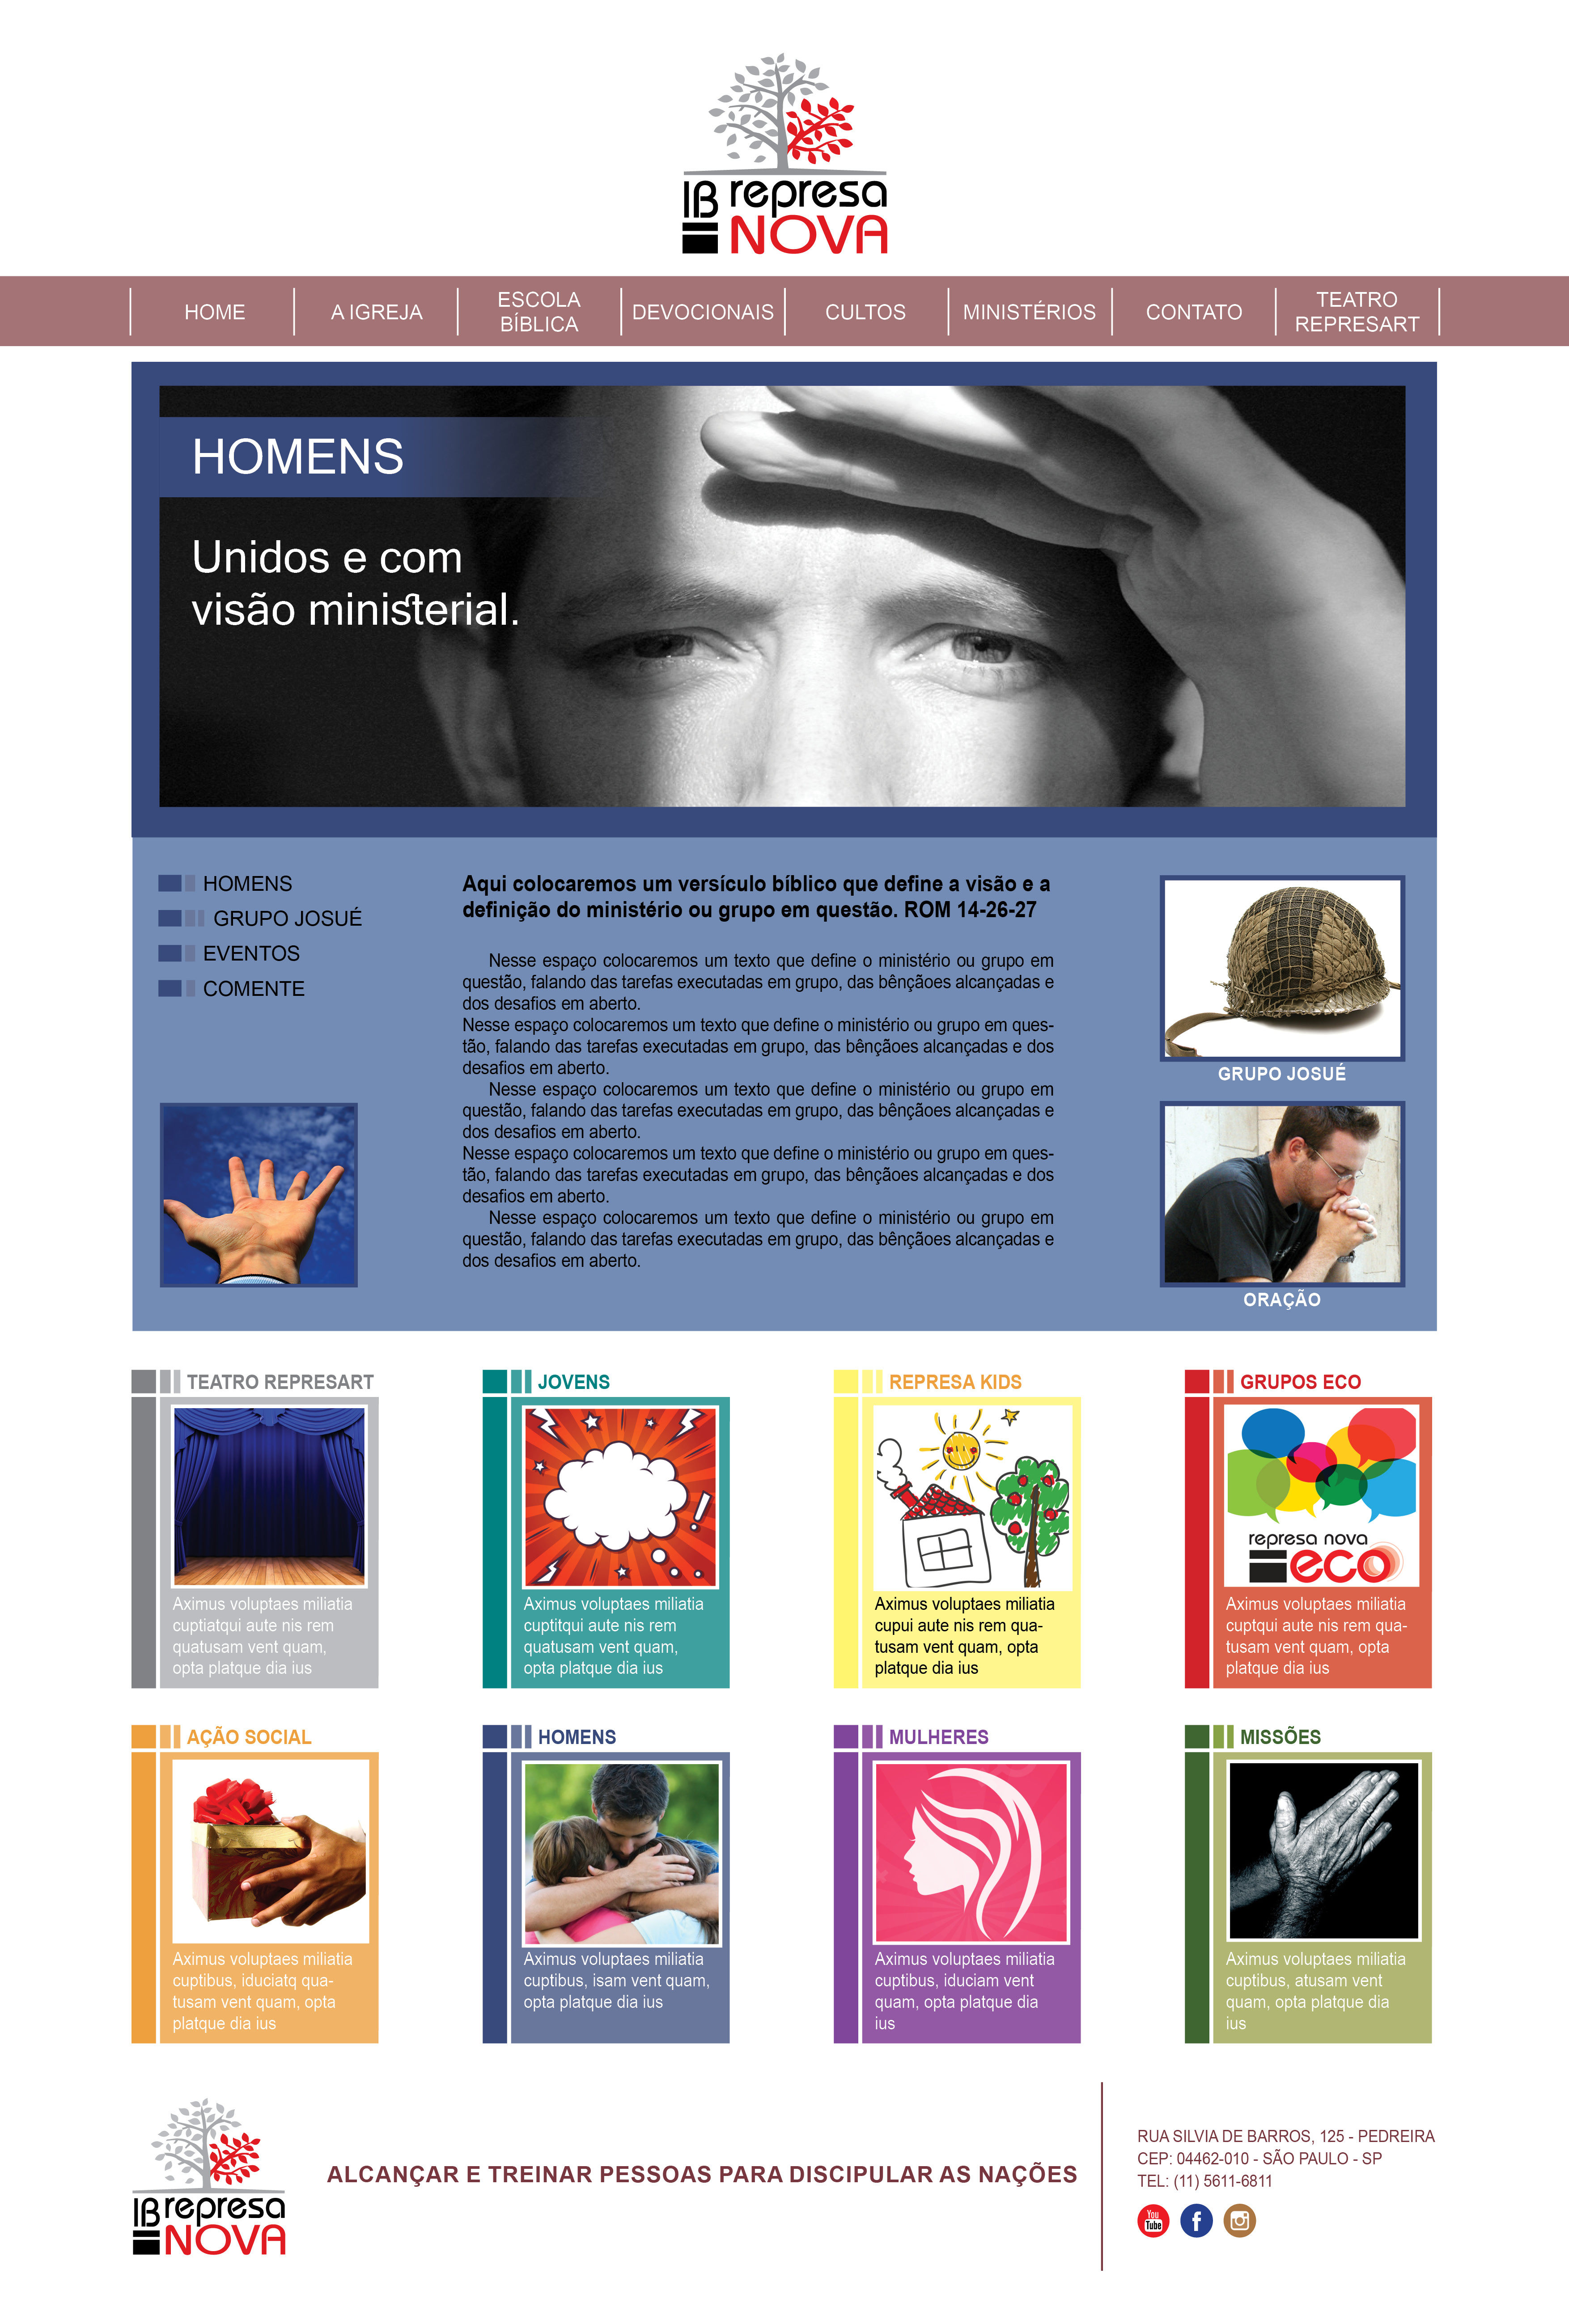 IB represa
NOVA
HOME
A IGREJA
ESCOLA
BÍBLICA
DEVOCIONAIS
CULTOS
MINISTÉRIOS
CONTATO
TEATRO
REPRESART
HOMENS
Unidos e com
visão ministerial.
HOMENS
GRUPO JOSUÉ
EVENTOS
COMENTE
Aqui colocaremos um versículo bíblico que define a visão e a
definição do ministério ou grupo em questão. ROM 14-26-27
Nesse espaço colocaremos um texto que define o ministério ou grupo em
questão, falando das tarefas executadas em grupo, das bênçãoes alcançadas e
dos desafios em aberto.
Nesse espaço colocaremos um texto que define o ministério ou grupo em ques-
tão, falando das tarefas executadas em grupo, das bênçãoes alcançadas e dos
desafios em aberto.
Nesse espaço colocaremos um texto que define o ministério ou grupo em
questão, falando das tarefas executadas em grupo, das bênçãoes alcançadas e
dos desafios em aberto.
Nesse espaço colocaremos um texto que define o ministério ou grupo em ques-
tão, falando das tarefas executadas em grupo, das bênçãoes alcançadas e dos
desafios em aberto.
Nesse espaço colocaremos um texto que define o ministério ou grupo em
questão, falando das tarefas executadas em grupo, das bênçãoes alcançadas e
dos desafios em aberto.
GRUPO JOSUÉ
ORAÇÃO
TEATRO REPRESART
Aximus voluptaes miliatia
cuptiatqui aute nis rem
quatusam vent quam,
opta platque dia ius
JOVENS
Aximus voluptaes miliatia
cuptitqui aute nis rem
quatusam vent quam,
opta platque dia ius
REPRESA KIDS
Aximus voluptaes miliatia
cupui aute nis rem qua-
tusam vent quam, opta
platque dia ius
GRUPOS ECO
represa nova
eco
Aximus voluptaes miliatia
cuptqui aute nis rem qua-
tusam vent quam, opta
platque dia ius
AÇÃO SOCIAL
Aximus voluptaes miliatia
cuptibus, iduciatq qua-
tusam vent quam, opta
platque dia ius
HOMENS
Aximus voluptaes miliatia
cuptibus, isam vent quam,
opta platque dia ius
MULHERES
Aximus voluptaes miliatia
cuptibus, iduciam vent
quam, opta platque dia
ius
MISSÕES
Aximus voluptaes miliatia
cuptibus, atusam vent
quam, opta platque dia
ius
IB represa
NOVA
ALCANÇAR E TREINAR PESSOAS PARA DISCIPULAR AS NAÇÕES
RUA SILVIA DE BARROS, 125 - PEDREIRA
CEP: 04462-010 - SÃO PAULO - SP
TEL: (11) 5611-6811
You
Tube
f